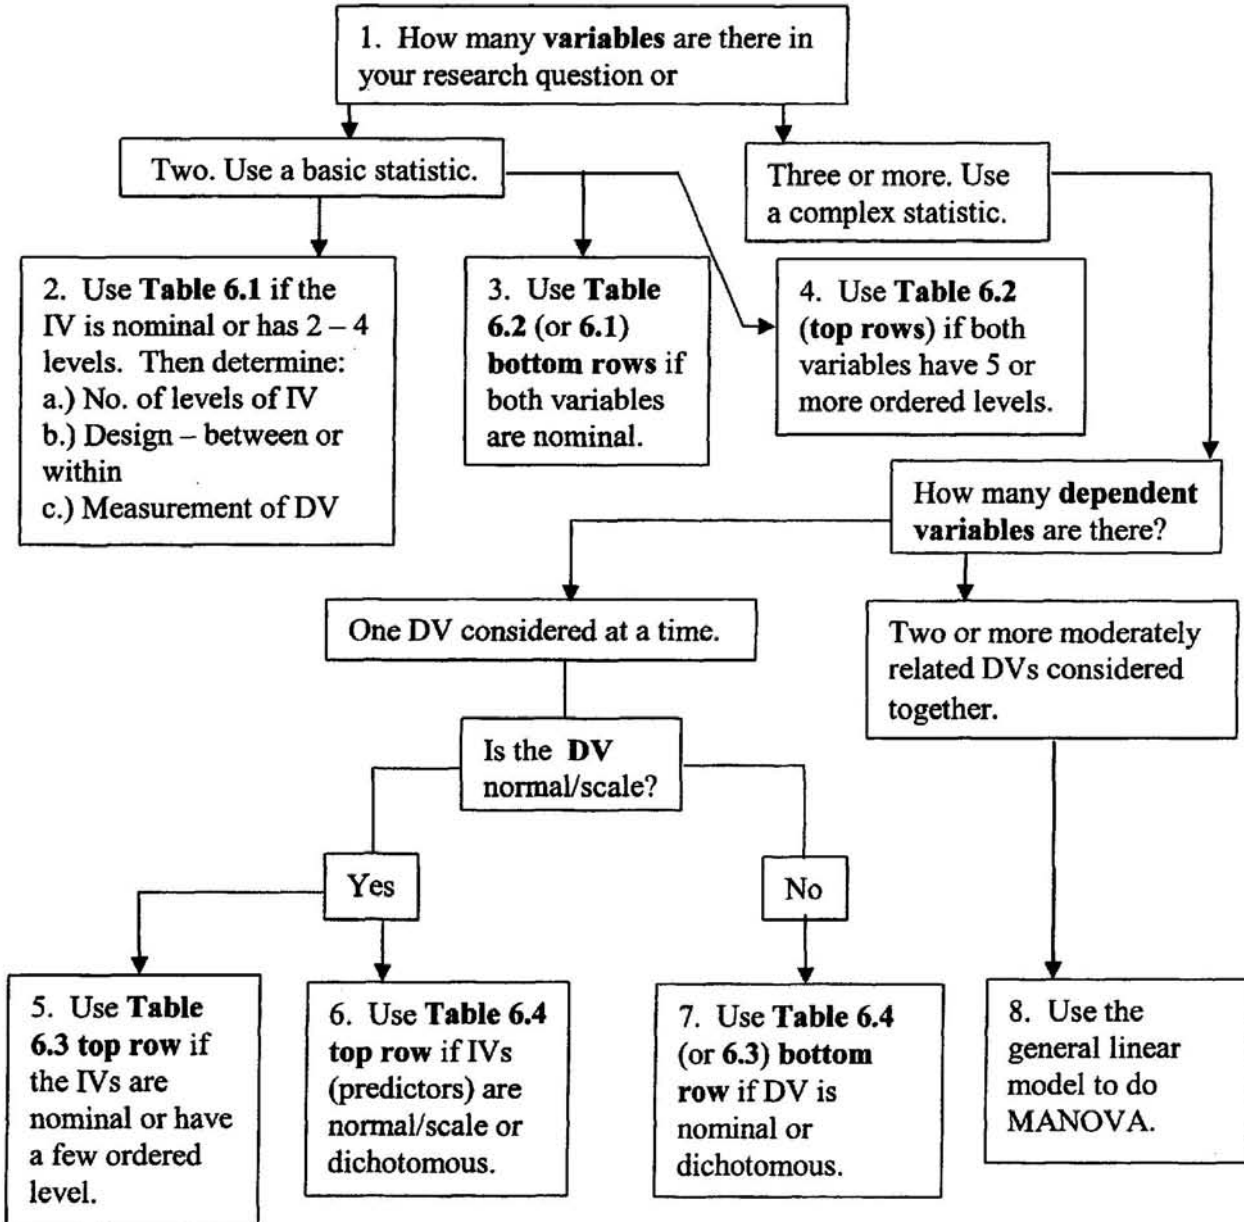 1. How many variables are there in
your research question or
Two. Use a basic statistic.
Three or more. Use
a complex statistic.
2. Use Table 6.1 if the
IV is nominal or has 2 – 4
levels. Then determine:
a.) No. of levels of IV
b.) Design – between or
within
c.) Measurement of DV
3. Use Table
6.2 (or 6.1)
bottom rows if
both variables
are nominal.
4. Use Table 6.2
(top rows) if both
variables have 5 or
more ordered levels.
How many dependent
variables are there?
One DV considered at a time.
Two or more moderately
related DVs considered
together.
Is the DV
normal/scale?
Yes
No
5. Use Table
6.3 top row if
the IVs are
nominal or have
a few ordered
level.
6. Use Table 6.4
top row if IVs
(predictors) are
normal/scale or
dichotomous.
7. Use Table 6.4
(or 6.3) bottom
row if DV is
nominal or
dichotomous.
8. Use the
general linear
model to do
MANOVA.